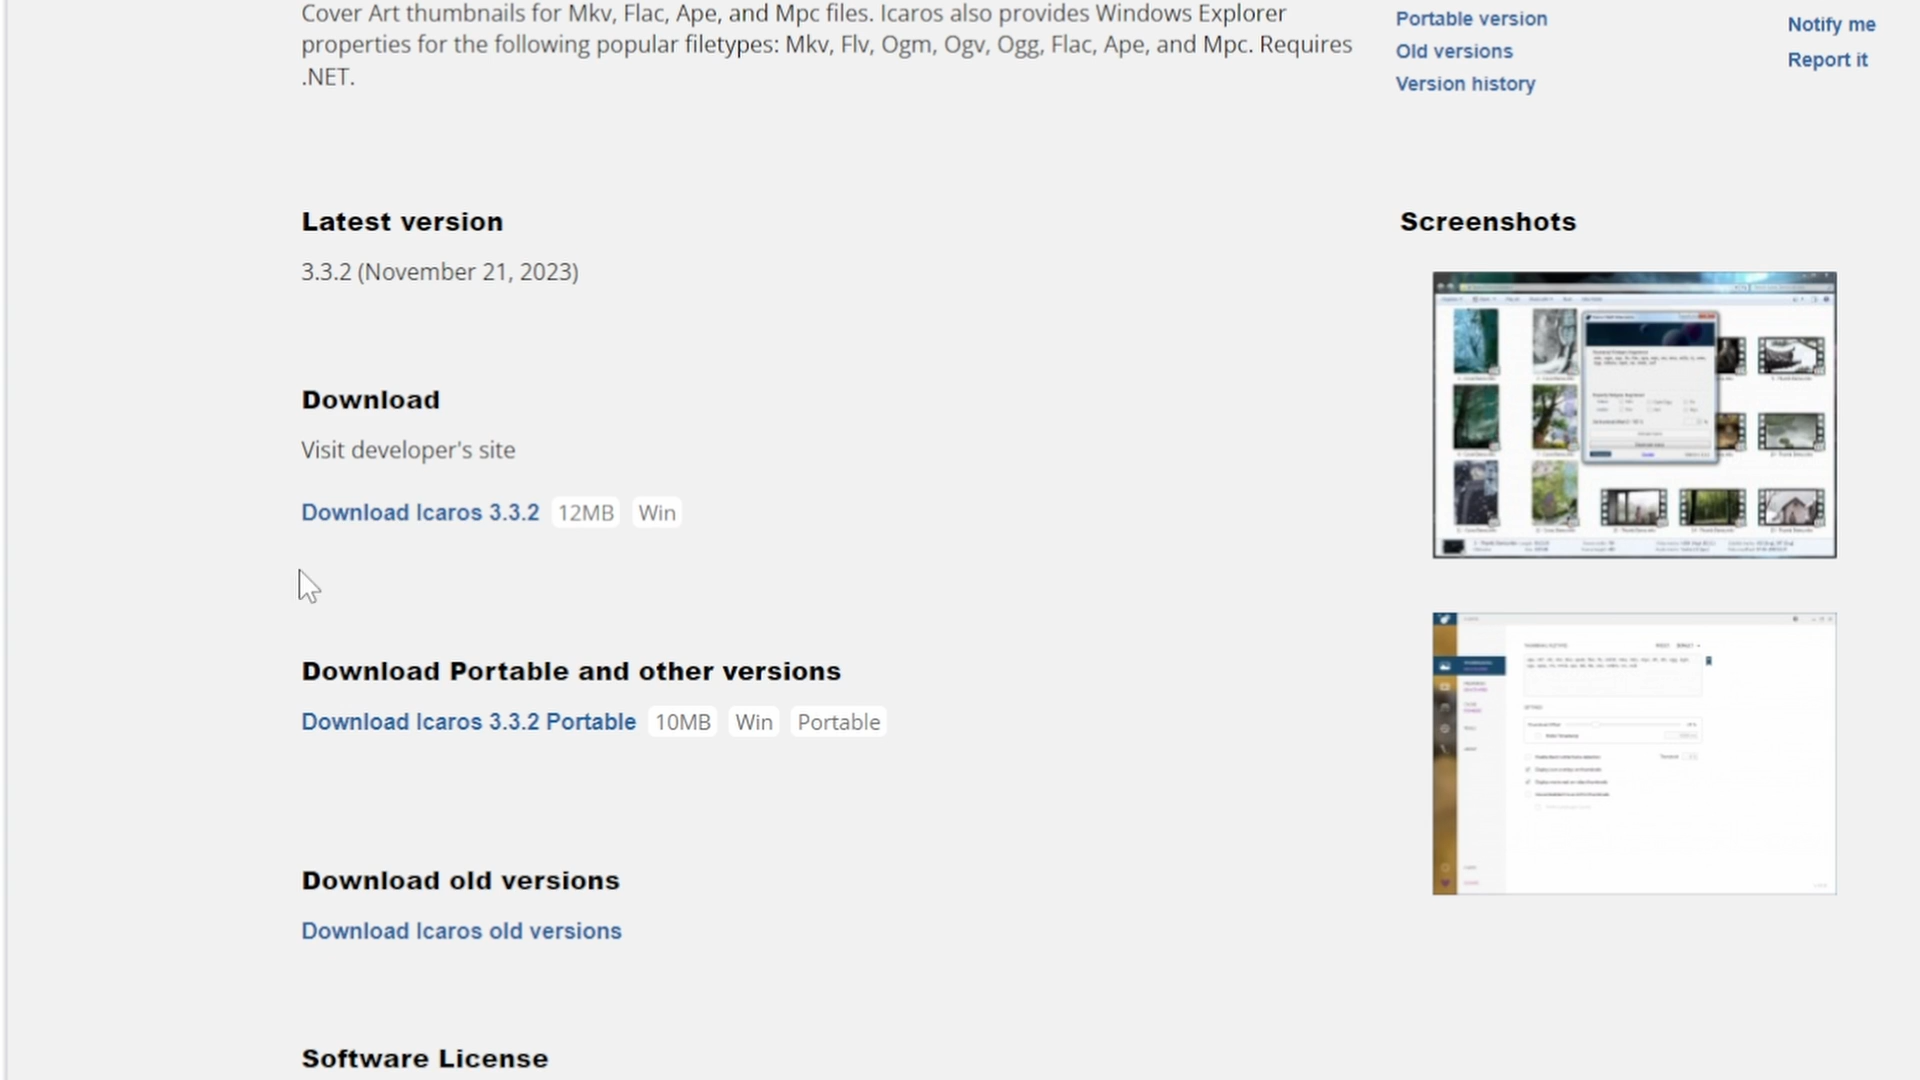 Cover Art thumbnails for Mkv, Flac, Ape, and Mpc files. Icaros also provides Windows Explorer
properties for the following popular filetypes: Mkv, Flv, Ogm, Ogv, Ogg, Flac, Ape, and Mpc. Requires
.NET.
Portable version
Old versions
Version history
Notify me
Report it
Latest version
3.3.2 (November 21, 2023)
Download
Visit developer's site
Download Icaros 3.3.2 12MB Win
Download Portable and other versions
Download Icaros 3.3.2 Portable 10MB Win Portable
Download old versions
Download Icaros old versions
Software License
Screenshots